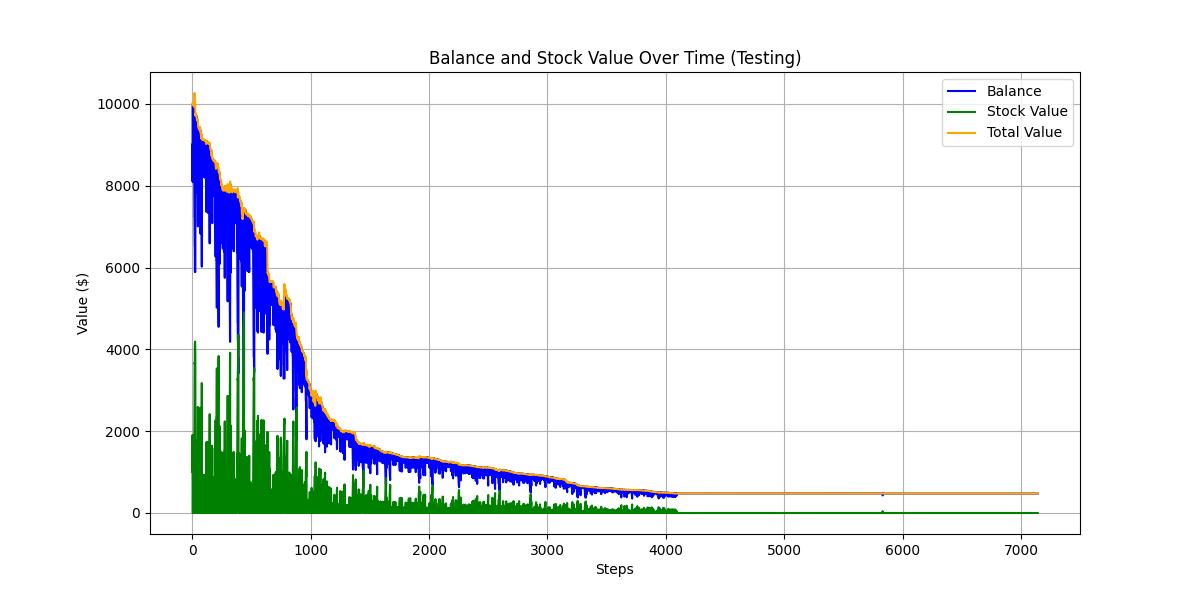 Balance and Stock Value Over Time (Testing)
Balance
Stock Value
Total Value
Value ($)
10000
8000
6000
4000
2000
0
0 1000 2000 3000 4000 5000 6000 7000
Steps